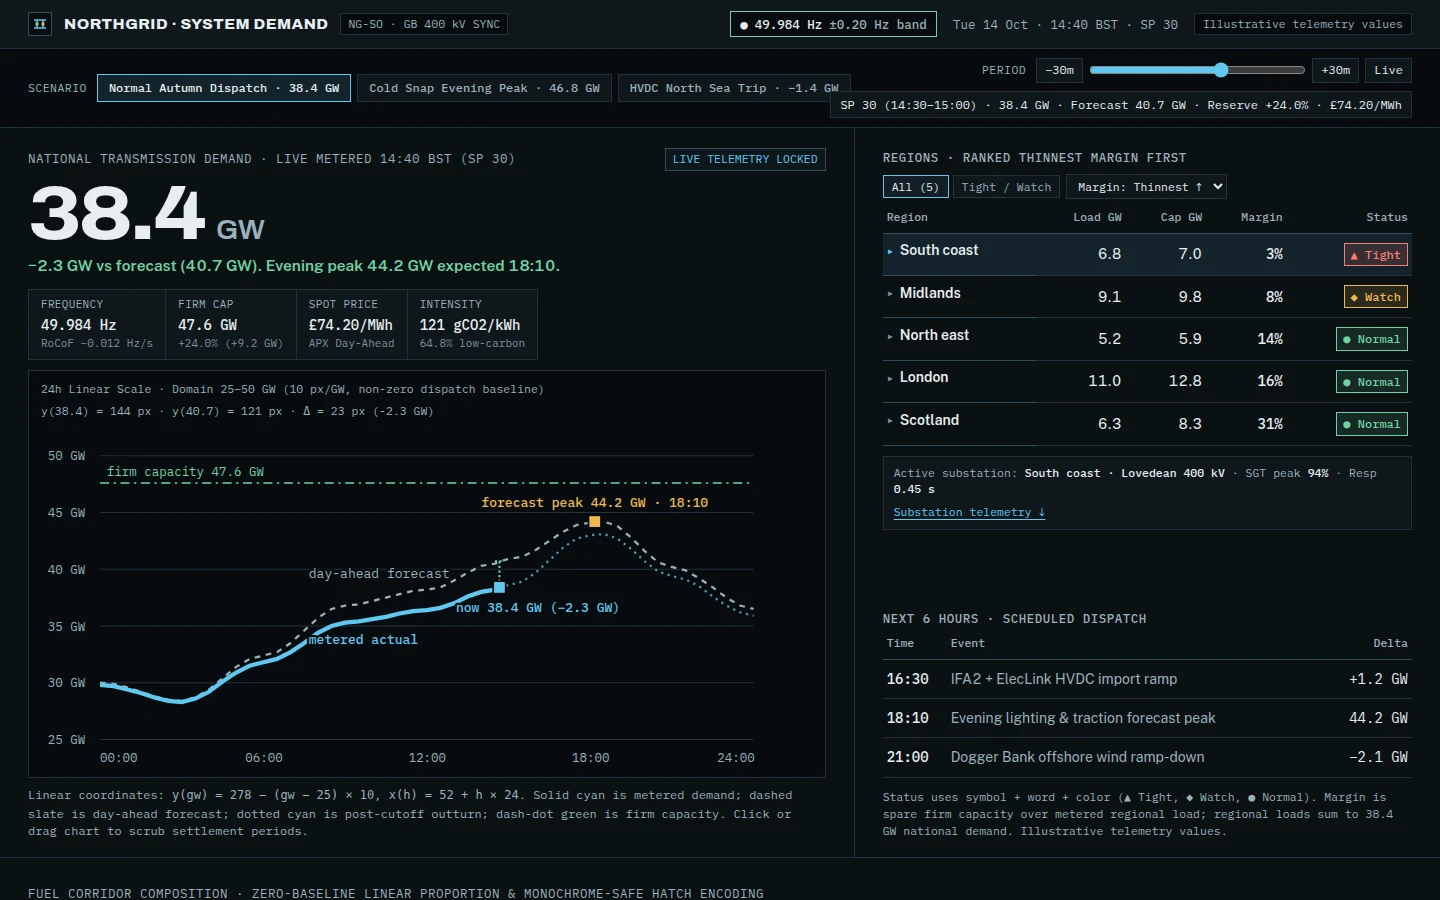 NORTHGRID · SYSTEM DEMAND
NG-SO · GB 400 kV SYNC
● 49.984 Hz ±0.20 Hz band
Tue 14 Oct · 14:40 BST · SP 30
Illustrative telemetry values
SCENARIO
Normal Autumn Dispatch · 38.4 GW
Cold Snap Evening Peak · 46.8 GW
HVDC North Sea Trip · −1.4 GW
PERIOD
−30m
+30m
Live
SP 30 (14:30–15:00) · 38.4 GW · Forecast 40.7 GW · Reserve +24.0% · £74.20/MWh
NATIONAL TRANSMISSION DEMAND · LIVE METERED 14:40 BST (SP 30)
LIVE TELEMETRY LOCKED
38.4 GW
−2.3 GW vs forecast (40.7 GW). Evening peak 44.2 GW expected 18:10.
FREQUENCY
49.984 Hz
RoCoF −0.012 Hz/s
FIRM CAP
47.6 GW
+24.0% (+9.2 GW)
SPOT PRICE
£74.20/MWh
APX Day-Ahead
INTENSITY
121 gCO2/kWh
64.8% low-carbon
24h Linear Scale · Domain 25–50 GW (10 px/GW, non-zero dispatch baseline)
y(38.4) = 144 px · y(40.7) = 121 px · Δ = 23 px (-2.3 GW)
50 GW
firm capacity 47.6 GW
forecast peak 44.2 GW · 18:10
45 GW
40 GW
day-ahead forecast
now 38.4 GW (−2.3 GW)
35 GW
metered actual
30 GW
25 GW
00:00
06:00
12:00
18:00
24:00
Linear coordinates: y(gw) = 278 − (gw − 25) × 10, x(h) = 52 + h × 24. Solid cyan is metered demand; dashed
slate is day-ahead forecast; dotted cyan is post-cutoff outturn; dash-dot green is firm capacity. Click or
drag chart to scrub settlement periods.
REGIONS · RANKED THINNEST MARGIN FIRST
All (5)
Tight / Watch
Margin: Thinnest ↑
Region Load GW Cap GW Margin Status
▸ South coast 6.8 7.0 3% ▲ Tight
▸ Midlands 9.1 9.8 8% ◆ Watch
▸ North east 5.2 5.9 14% ● Normal
▸ London 11.0 12.8 16% ● Normal
▸ Scotland 6.3 8.3 31% ● Normal
Active substation: South coast · Lovedean 400 kV · SGT peak 94% · Resp
0.45 s
Substation telemetry ↓
NEXT 6 HOURS · SCHEDULED DISPATCH
Time Event Delta
16:30 IFA2 + ElecLink HVDC import ramp +1.2 GW
18:10 Evening lighting & traction forecast peak 44.2 GW
21:00 Dogger Bank offshore wind ramp-down −2.1 GW
Status uses symbol + word + color (▲ Tight, ◆ Watch, ● Normal). Margin is
spare firm capacity over metered regional load; regional loads sum to 38.4
GW national demand. Illustrative telemetry values.
FUEL CORRIDOR COMPOSITION · ZERO-BASELINE LINEAR PROPORTION & MONOCHROME-SAFE HATCH ENCODING